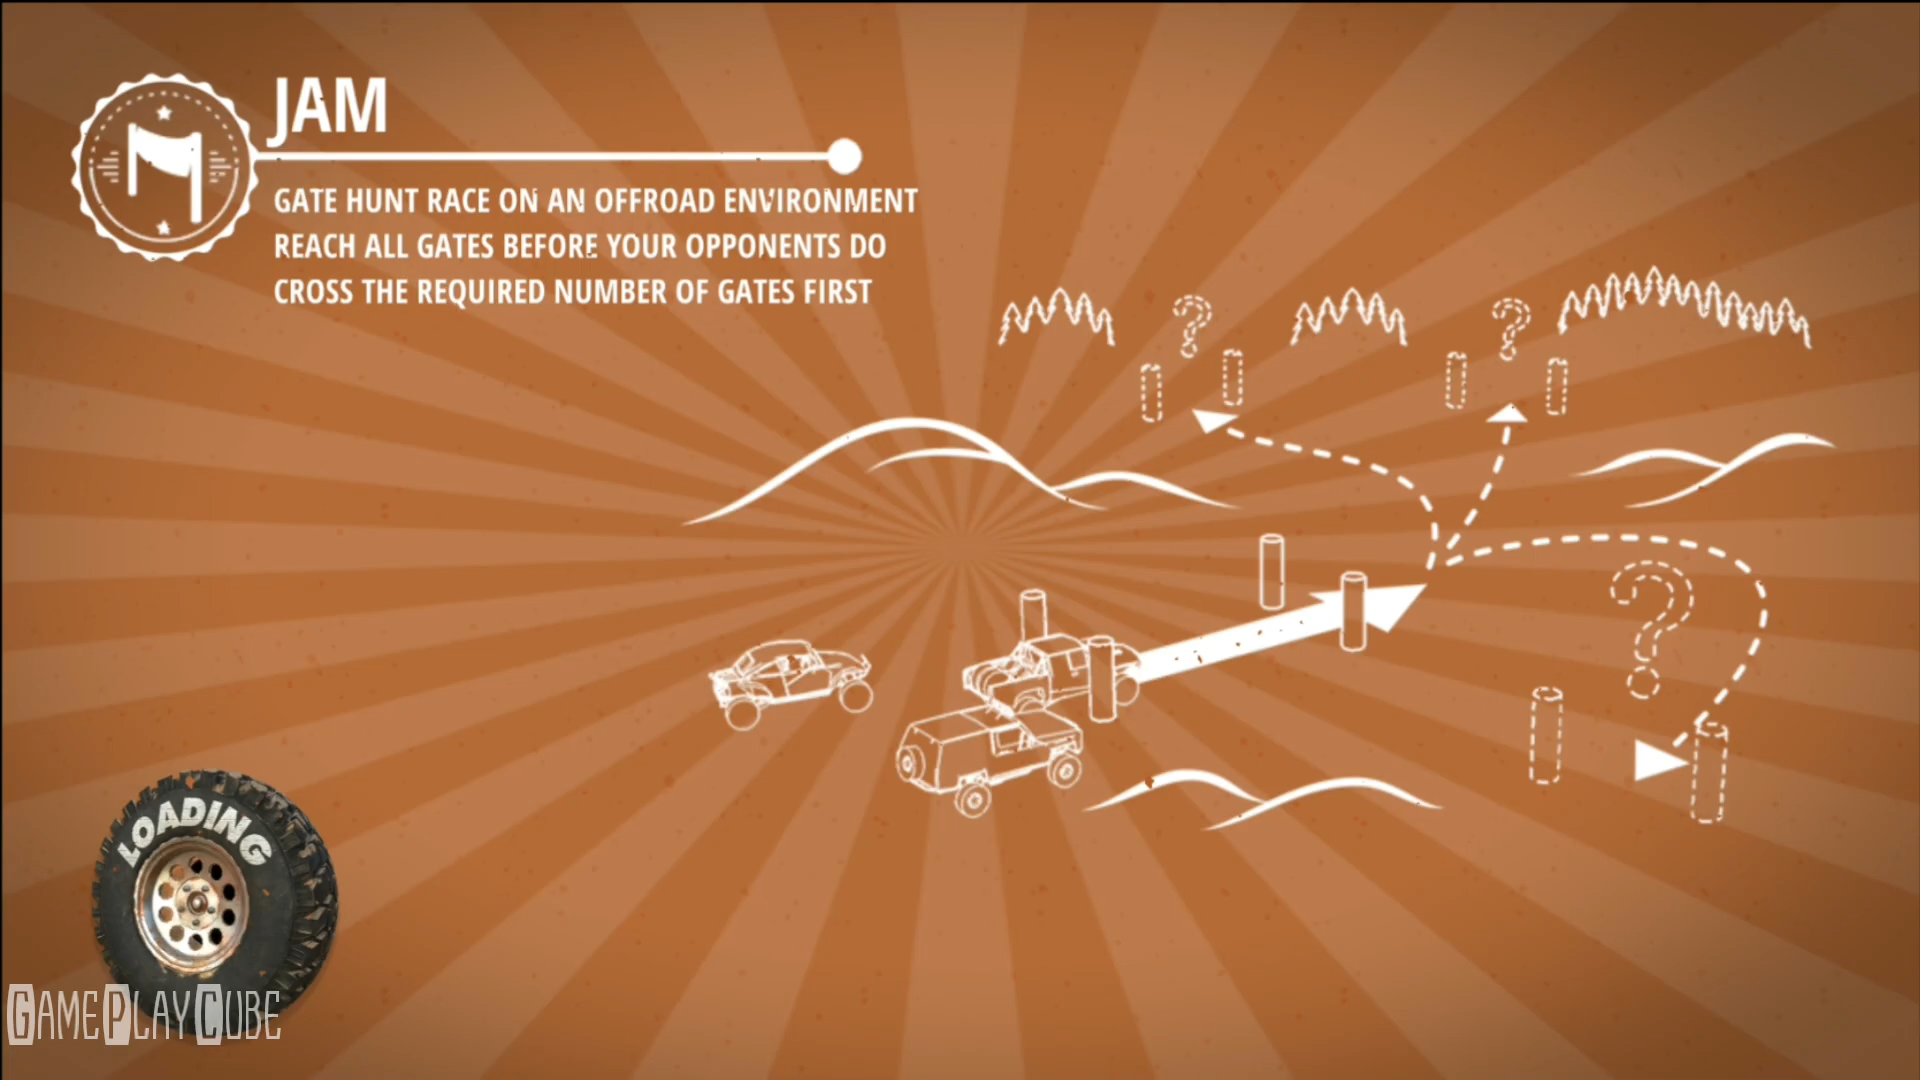 JAM
GATE HUNT RACE ON AN OFFROAD ENVIRONMENT
REACH ALL GATES BEFORE YOUR OPPONENTS DO
CROSS THE REQUIRED NUMBER OF GATES FIRST
?
?
?
LOADING
GAMEPLAYCUBE